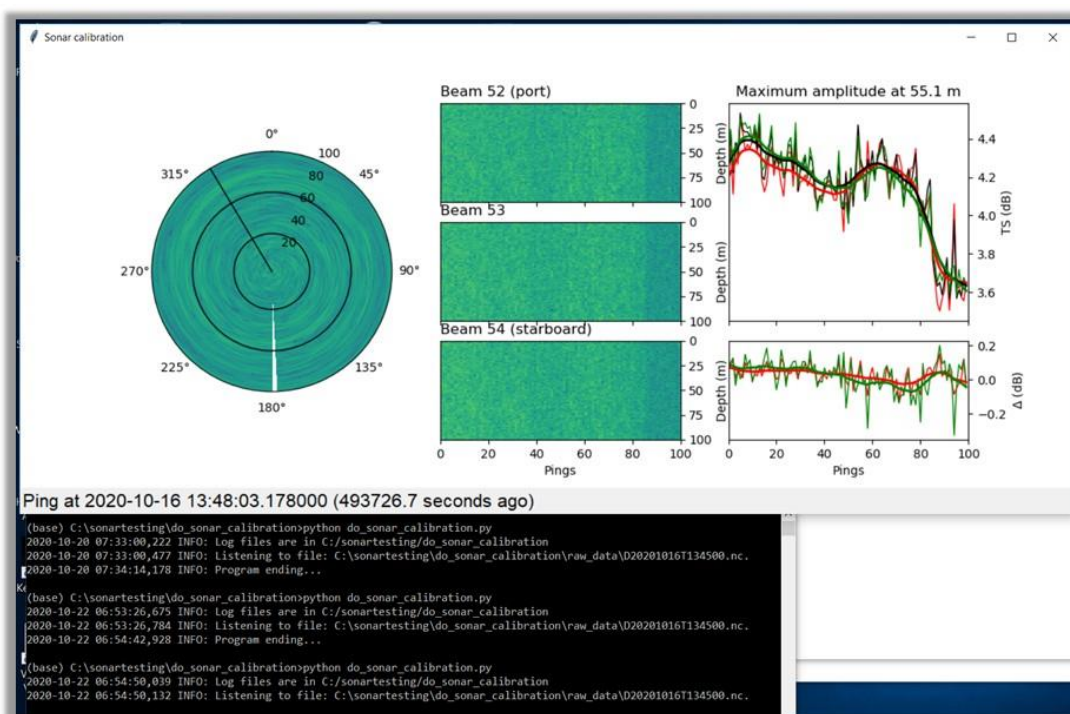 Sonar calibration
0°
45°
90°
135°
180°
225°
270°
315°
20
40
60
80
100
Beam 52 (port)
0
25
50
75
100
Depth (m)
Beam 53
0
25
50
75
100
Depth (m)
Beam 54 (starboard)
0
25
50
75
100
Depth (m)
0 20 40 60 80 100
Pings
Maximum amplitude at 55.1 m
4.4
4.2
4.0
3.8
3.6
TS (dB)
0.2
0.0
−0.2
Δ (dB)
0 20 40 60 80 100
Pings
Ping at 2020-10-16 13:48:03.178000 (493726.7 seconds ago)
(base) C:\sonartesting\do_sonar_calibration>python do_sonar_calibration.py
2020-10-20 07:33:00,222 INFO: Log files are in C:/sonartesting/do_sonar_calibration
2020-10-20 07:33:00,477 INFO: Listening to file: C:\sonartesting\do_sonar_calibration\raw_data\D20201016T134500.nc.
2020-10-20 07:34:14,178 INFO: Program ending...
(base) C:\sonartesting\do_sonar_calibration>python do_sonar_calibration.py
2020-10-22 06:53:26,675 INFO: Log files are in C:/sonartesting/do_sonar_calibration
2020-10-22 06:53:26,784 INFO: Listening to file: C:\sonartesting\do_sonar_calibration\raw_data\D20201016T134500.nc.
2020-10-22 06:54:42,928 INFO: Program ending...
(base) C:\sonartesting\do_sonar_calibration>python do_sonar_calibration.py
2020-10-22 06:54:50,039 INFO: Log files are in C:/sonartesting/do_sonar_calibration
2020-10-22 06:54:50,132 INFO: Listening to file: C:\sonartesting\do_sonar_calibration\raw_data\D20201016T134500.nc.